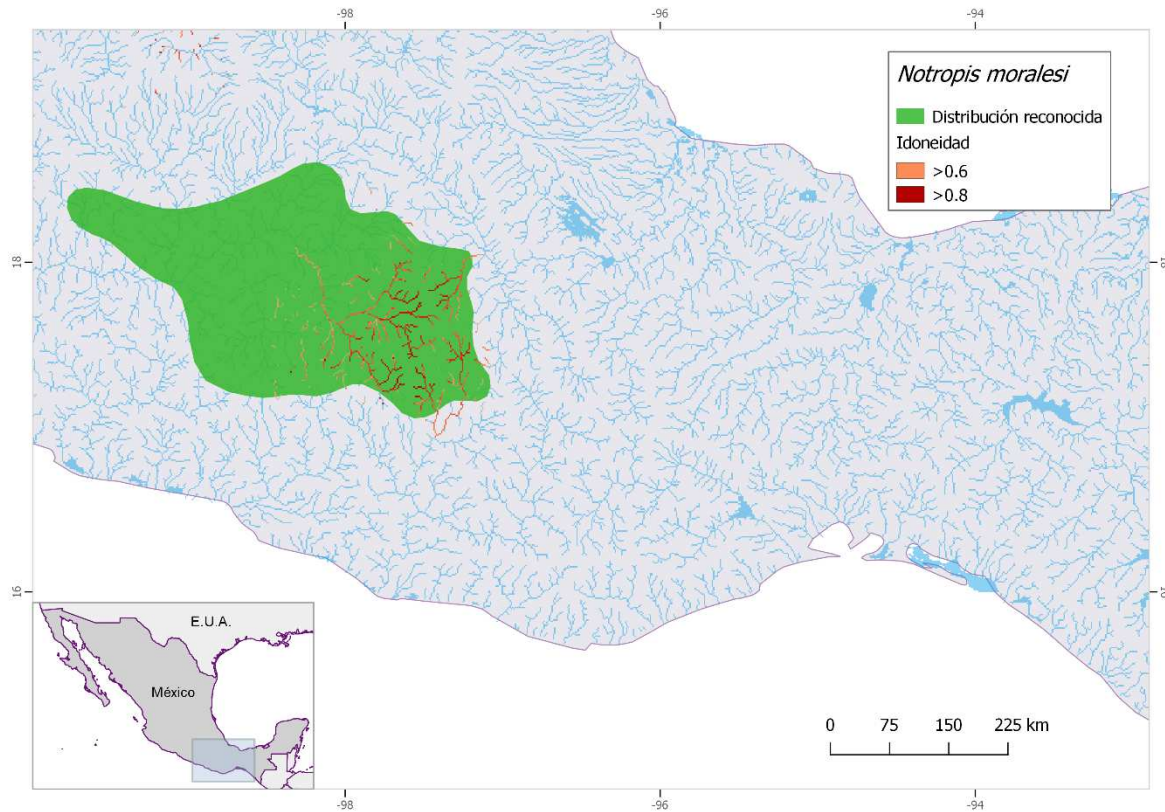 -98
-96
-94
Notropis moralesi
Distribución reconocida
Idoneidad
>0.6
>0.8
18
18
16
16
E.U.A.
México
0 75 150 225 km
-98
-96
-94